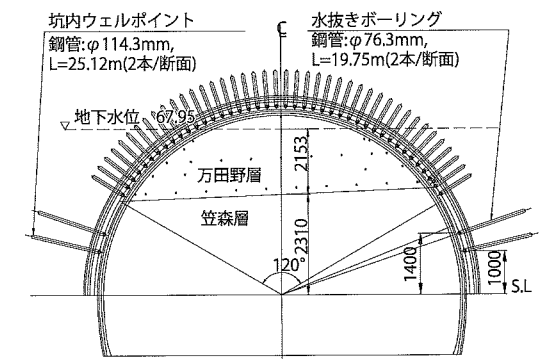 坑内ウェルポイント
鋼管:φ114.3mm,
L=25.12m(2本/断面)
水抜きボーリング
鋼管:φ76.3mm,
L=19.75m(2本/断面)
℄
地下水位 67.95
2153
万田野層
笠森層
2310
120°
1400
1000
S.L